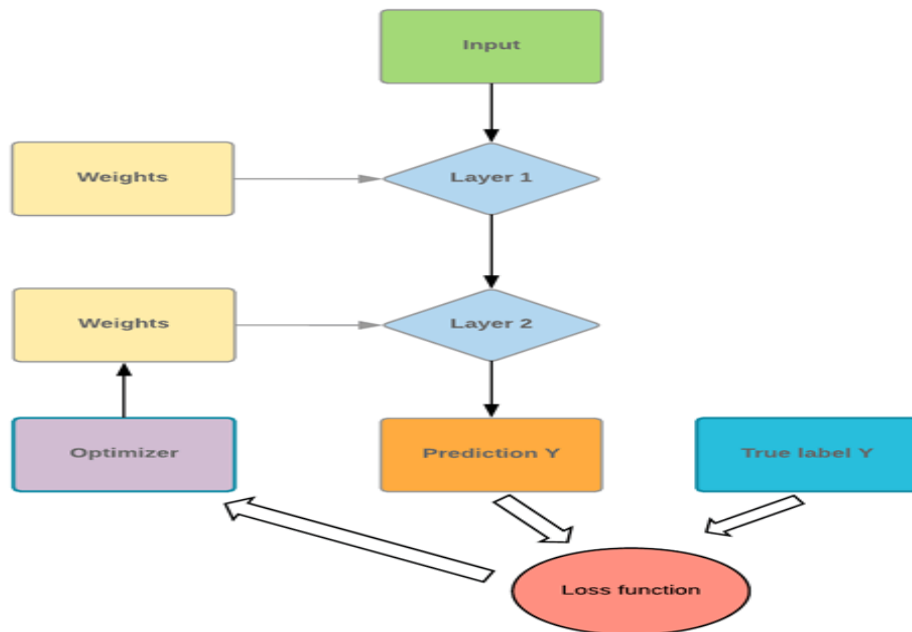 Input
Weights
Layer 1
Weights
Layer 2
Optimizer
Prediction Y
True label Y
Loss function